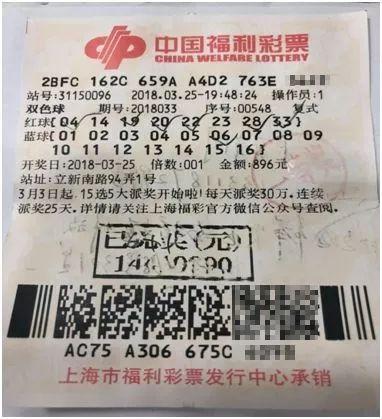 中国福利彩票
CHINA WELFARE LOTTERY
2BFC 162C 659A A4D2 763E
站号:31150096 2018.03.25-19:48:24 操作员:1
双色球 期号:2018033 序号:00548 复式
红球(04 14 19 20 22 23 28 33)
蓝球(01 02 03 04 05 06 07 08 09
10 11 12 13 14 15 16)
开奖日:2018-03-25 倍数:001 金额:896元
站址:立新南路94弄1号
3月3日起,15选5大派奖开始啦!每天派奖30万。连续
派奖25天。详情请关注上海福彩官方微信公众号查阅。
已兑奖(元)
AC75 A306 675C
上海市福利彩票发行中心承销